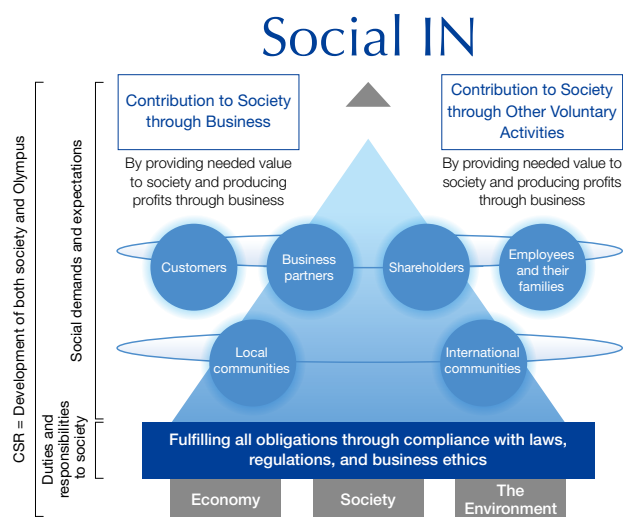 Social IN
Contribution to Society
through Business
By providing needed value
to society and producing
profits through business
Contribution to Society
through Other Voluntary
Activities
By providing needed value to
society and producing profits
through business
CSR = Development of both society and Olympus
Social demands and expectations
Duties and
responsibilities
to society
Customers
Business
partners
Shareholders
Employees
and their
families
Local
communities
International
communities
Fulfilling all obligations through compliance with laws,
regulations, and business ethics
Economy
Society
The
Environment